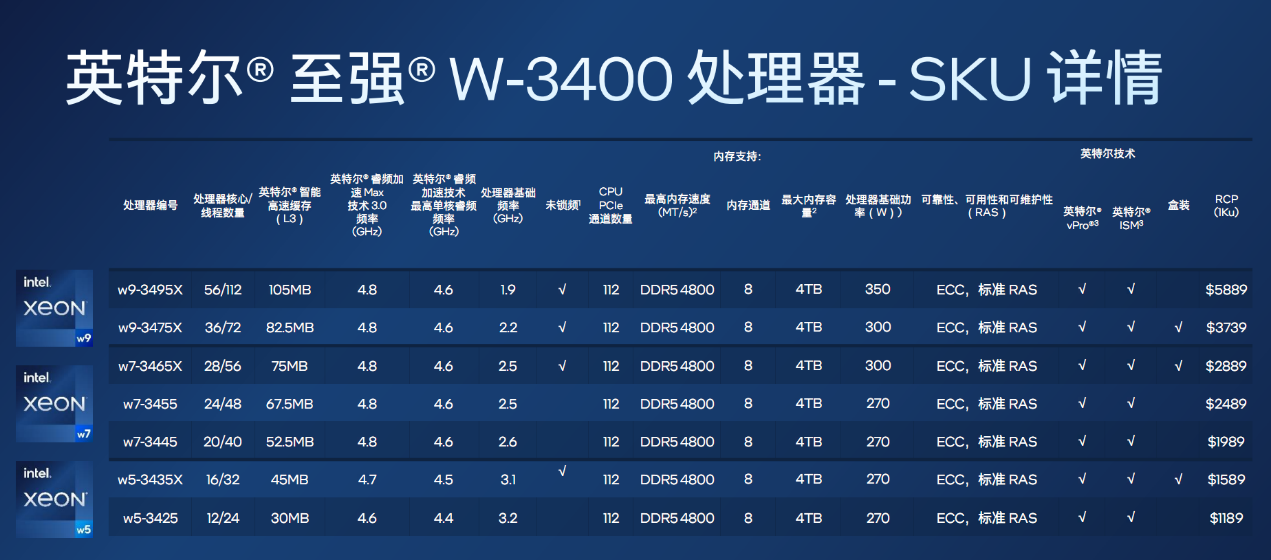 英特尔® 至强® W-3400 处理器 - SKU 详情
内存支持：
英特尔技术
处理器编号
处理器核心/
线程数量
英特尔® 智能
高速缓存
（L3）
英特尔® 睿频加
速 Max
技术 3.0
频率
（GHz）
英特尔® 睿频
加速技术
最高单核睿频
频率
（GHz）
处理器基础
频率
（GHz）
未锁频¹
CPU
PCIe
通道数量
最高内存速度
（MT/s)²
内存通道
最大内存容
量²
处理器基础功
率（W））
可靠性、可用性和可维护性
（RAS）
英特尔®
vPro®³
英特尔®
ISM³
盒装
RCP
（1Ku）
intel.
xeon®
w9
w9-3495X 56/112 105MB 4.8 4.6 1.9 √ 112 DDR5 4800 8 4TB 350 ECC，标准 RAS √ √ $5889
w9-3475X 36/72 82.5MB 4.8 4.6 2.2 √ 112 DDR5 4800 8 4TB 300 ECC，标准 RAS √ √ √ $3739
intel.
xeon®
w7
w7-3465X 28/56 75MB 4.8 4.6 2.5 √ 112 DDR5 4800 8 4TB 300 ECC，标准 RAS √ √ √ $2889
w7-3455 24/48 67.5MB 4.8 4.6 2.5 112 DDR5 4800 8 4TB 270 ECC，标准 RAS √ √ $2489
w7-3445 20/40 52.5MB 4.8 4.6 2.6 112 DDR5 4800 8 4TB 270 ECC，标准 RAS √ √ $1989
intel.
xeon®
w5
w5-3435X 16/32 45MB 4.7 4.5 3.1 √ 112 DDR5 4800 8 4TB 270 ECC，标准 RAS √ √ √ $1589
w5-3425 12/24 30MB 4.6 4.4 3.2 112 DDR5 4800 8 4TB 270 ECC，标准 RAS √ √ $1189